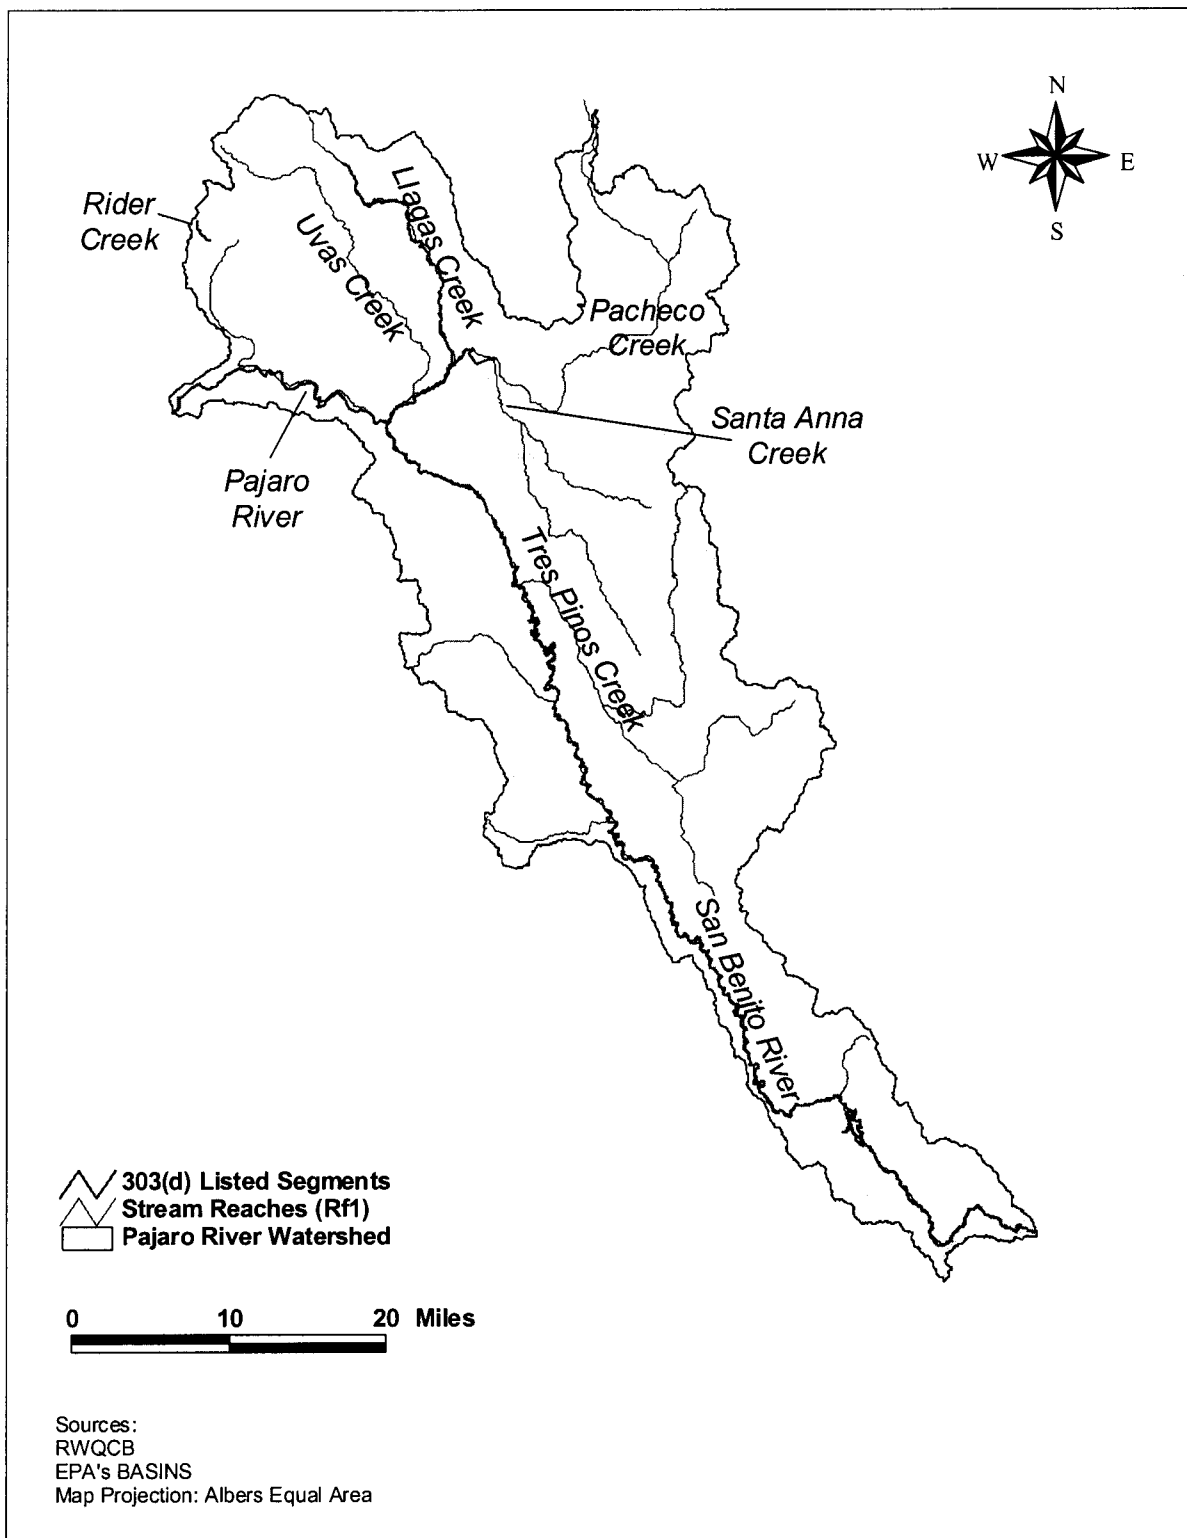 N
W E
S
Rider
Creek
Llagas Creek
Uvas Creek
Pacheco
Creek
Santa Anna
Creek
Pajaro
River
Tres Pinos Creek
San Benito River
303(d) Listed Segments
Stream Reaches (Rf1)
Pajaro River Watershed
0 10 20 Miles
Sources:
RWQCB
EPA's BASINS
Map Projection: Albers Equal Area